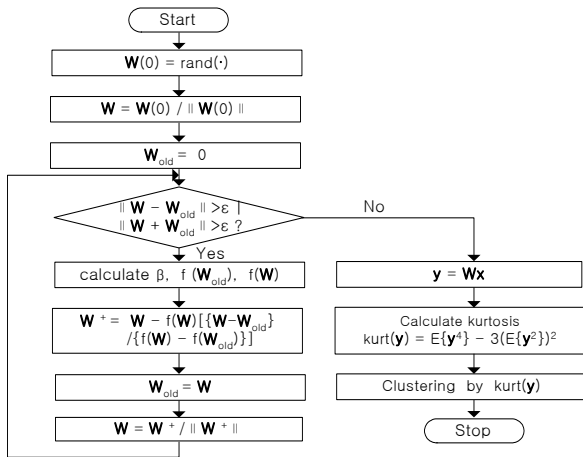 Start
W(0) = rand(·)
W = W(0) / ॥ W(0) ॥
W_old = 0
॥ W - W_old ॥ >ε |
॥ W + W_old ॥ >ε ?
No
Yes
calculate β, f (W_old), f(W)
y = Wx
W ⁺ = W - f(W)[{W-W_old}
/{f(W) - f(W_old)}]
Calculate kurtosis
kurt(y) = E{y⁴} - 3(E{y²})²
W_old = W
Clustering by kurt(y)
W = W ⁺ / ॥ W ⁺ ॥
Stop